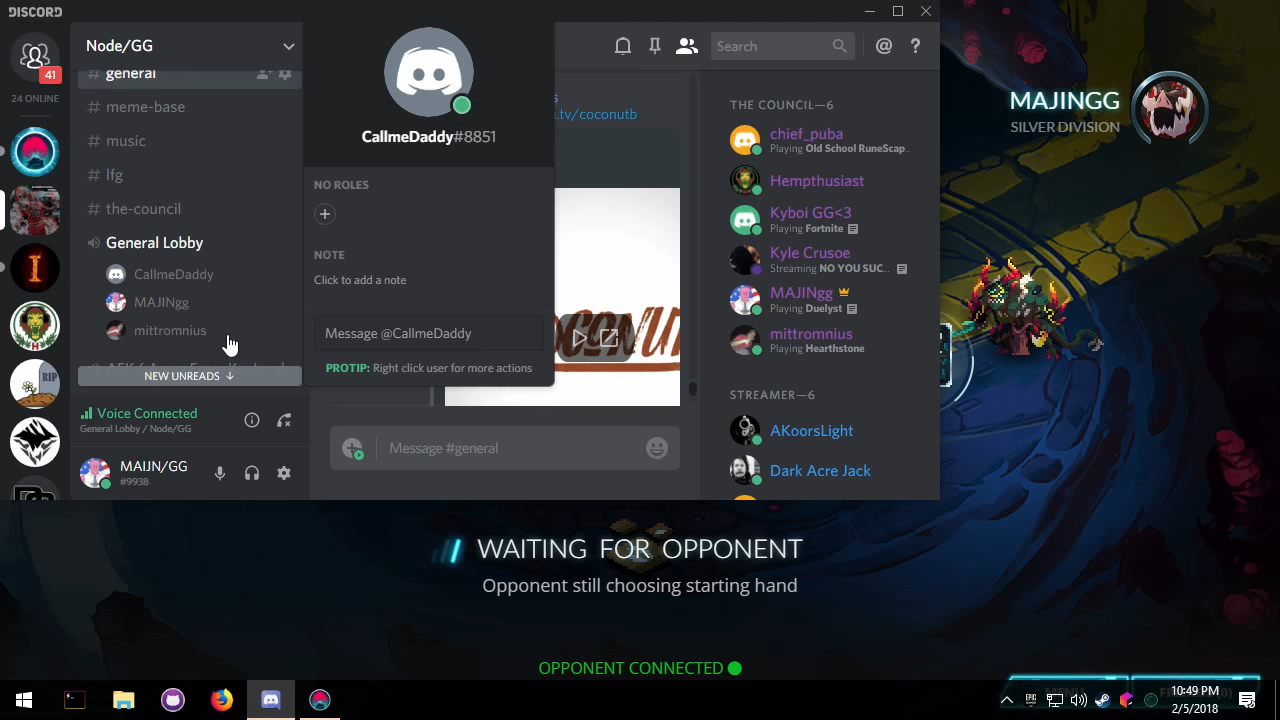 DISCORD
Node/GG
general
meme-base
music
lfg
the-council
General Lobby
CallmeDaddy
MAJINgg
mittromnius
NEW UNREADS ↓
Voice Connected
General Lobby / Node/GG
MAIJN/GG
#9938
41
24 ONLINE
RIP
CallmeDaddy#8851
NO ROLES
NOTE
Click to add a note
Message @CallmeDaddy
PROTIP: Right click user for more actions
.tv/coconutb
Message #general
Search
THE COUNCIL—6
chief_puba
Playing Old School RuneScap..
Hempthusiast
Kyboi GG<3
Playing Fortnite
Kyle Crusoe
Streaming NO YOU SUC..
MAJINgg
Playing Duelyst
mittromnius
Playing Hearthstone
STREAMER—6
AKoorsLight
Dark Acre Jack
MAJINGG
SILVER DIVISION
WAITING FOR OPPONENT
Opponent still choosing starting hand
OPPONENT CONNECTED
10:49 PM
2/5/2018